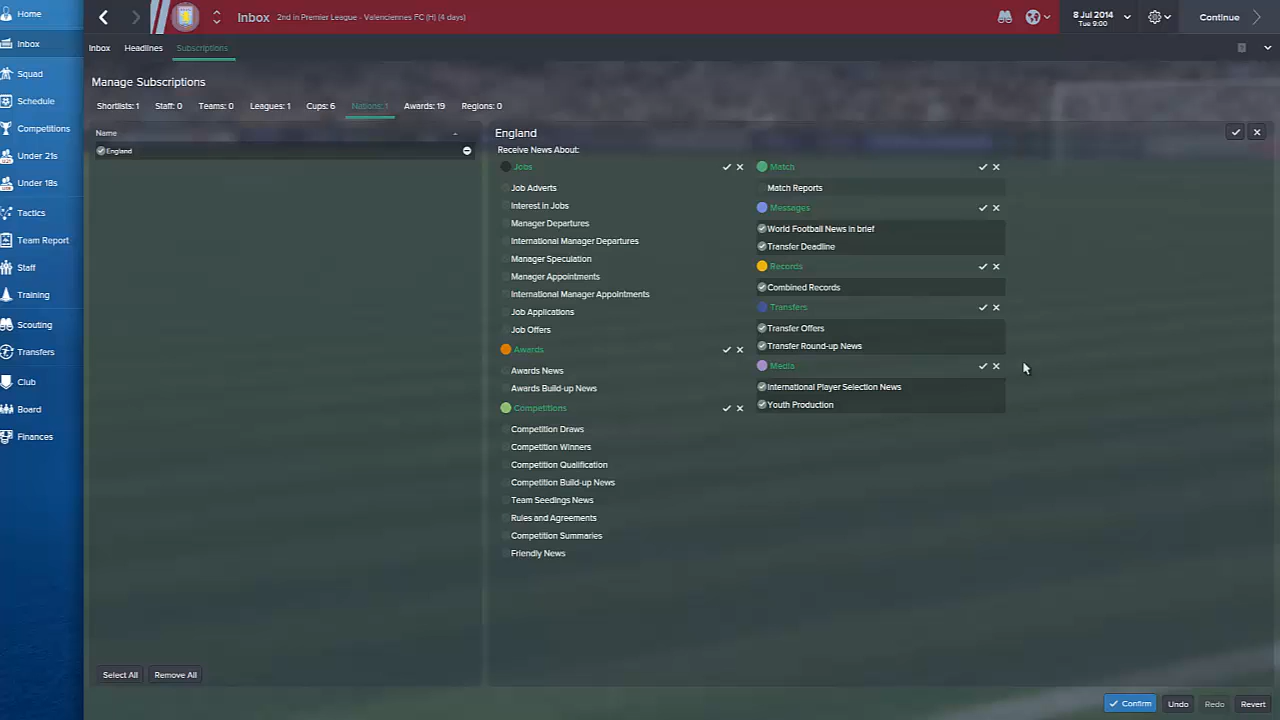 Home
Inbox 2nd in Premier League - Valenciennes FC (H) (4 days)
8 Jul 2014
Tue 9:00
Continue
Inbox
Squad
Schedule
Competitions
Under 21s
Under 18s
Tactics
Team Report
Staff
Training
Scouting
Transfers
Club
Board
Finances
Inbox Headlines Subscriptions
Manage Subscriptions
Shortlists: 1 Staff: 0 Teams: 0 Leagues: 1 Cups: 6 Nations: 1 Awards: 19 Regions: 0
Name
England
Select All Remove All
England
Receive News About:
Jobs
Job Adverts
Interest in Jobs
Manager Departures
International Manager Departures
Manager Speculation
Manager Appointments
International Manager Appointments
Job Applications
Job Offers
Awards
Awards News
Awards Build-up News
Competitions
Competition Draws
Competition Winners
Competition Qualification
Competition Build-up News
Team Seedings News
Rules and Agreements
Competition Summaries
Friendly News
Match
Match Reports
Messages
World Football News in brief
Transfer Deadline
Records
Combined Records
Transfers
Transfer Offers
Transfer Round-up News
Media
International Player Selection News
Youth Production
Confirm Undo Redo Revert